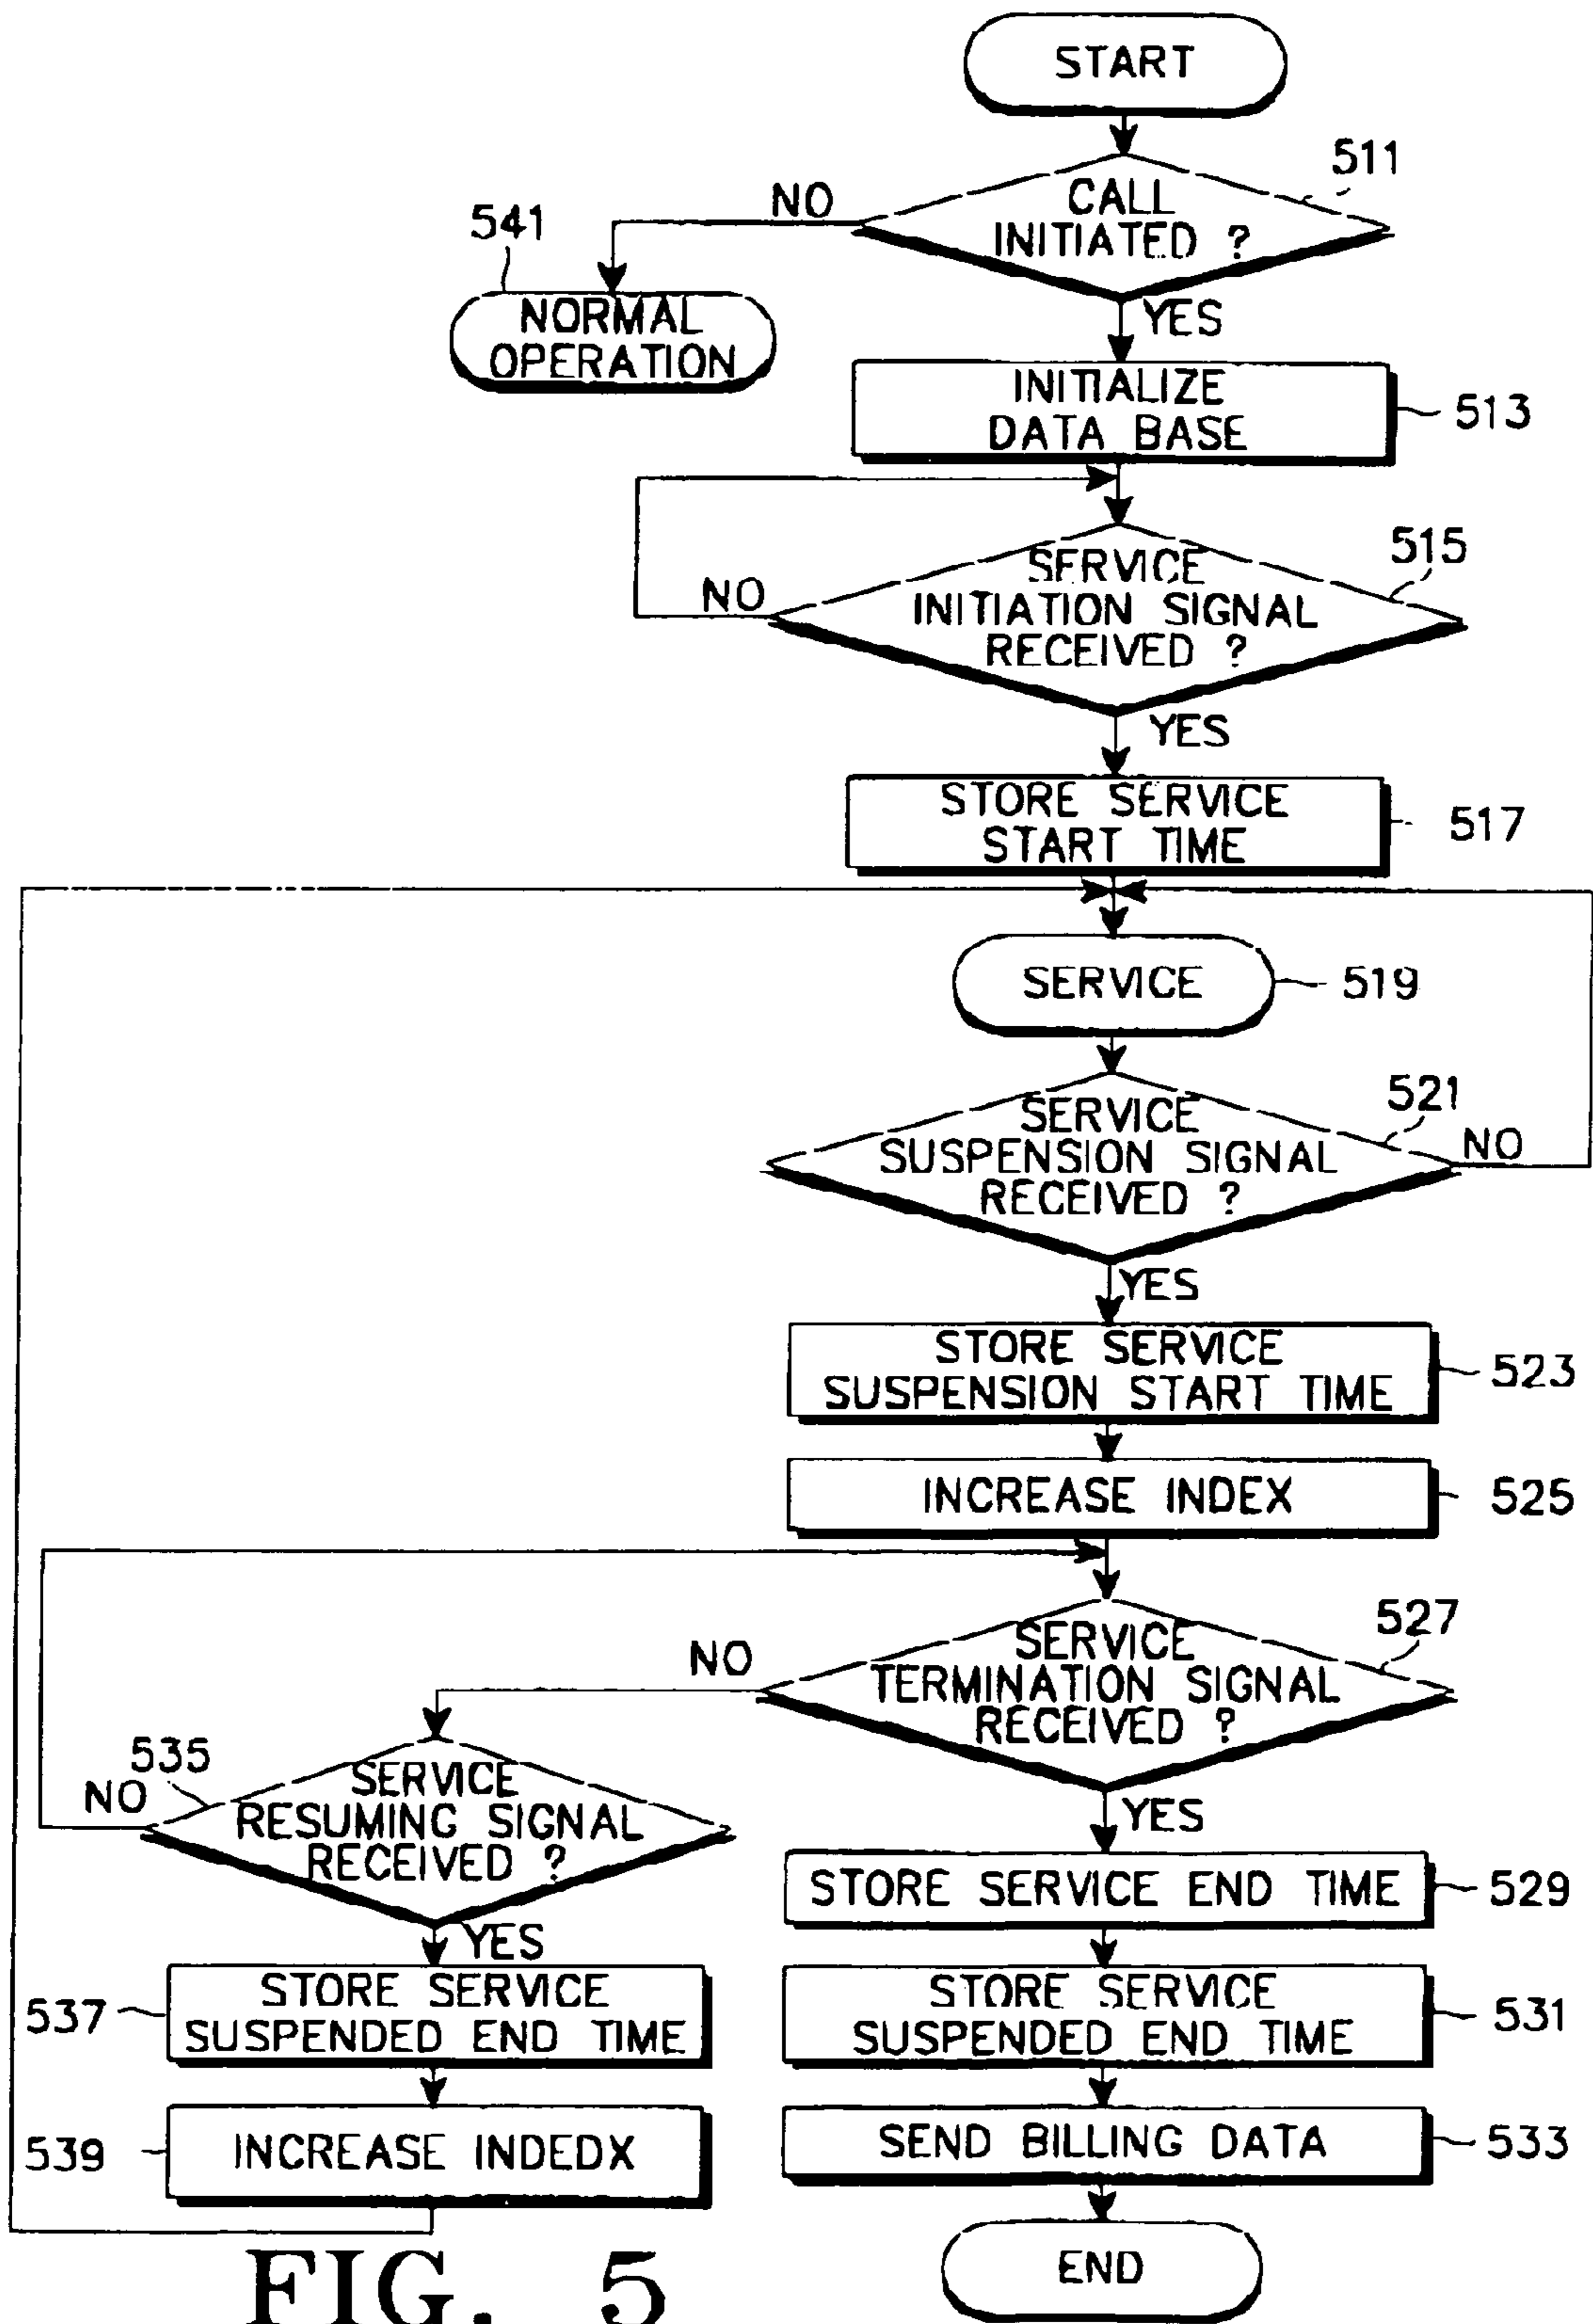 START
511
CALL
INITIATED ?
NO
541
NORMAL
OPERATION
YES
INITIALIZE
DATA BASE
513
515
SERVICE
INITIATION SIGNAL
RECEIVED ?
NO
YES
STORE SERVICE
START TIME
517
SERVICE
519
521
SERVICE
SUSPENSION SIGNAL
RECEIVED ?
NO
YES
STORE SERVICE
SUSPENSION START TIME
523
INCREASE INDEX
525
527
SERVICE
TERMINATION SIGNAL
RECEIVED ?
NO
535
SERVICE
RESUMING SIGNAL
RECEIVED ?
NO
YES
STORE SERVICE END TIME
529
YES
STORE SERVICE
SUSPENDED END TIME
537
STORE SERVICE
SUSPENDED END TIME
531
INCREASE INDEDX
539
SEND BILLING DATA
533
END
FIG. 5